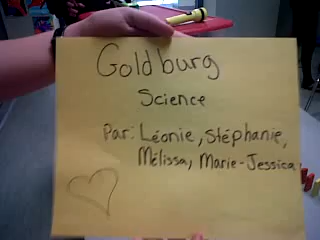 Goldburg
Science
Par: Léonie, Stéphanie,
Mélissa, Marie-Jessica